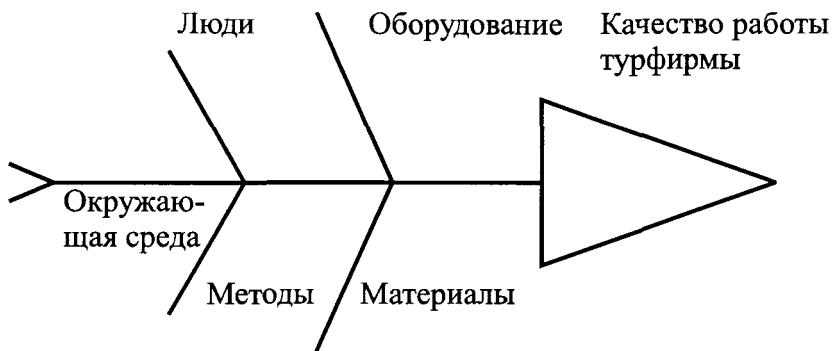 Люди
Оборудование
Качество работы
турфирмы
Окружаю-
щая среда
Методы
Материалы